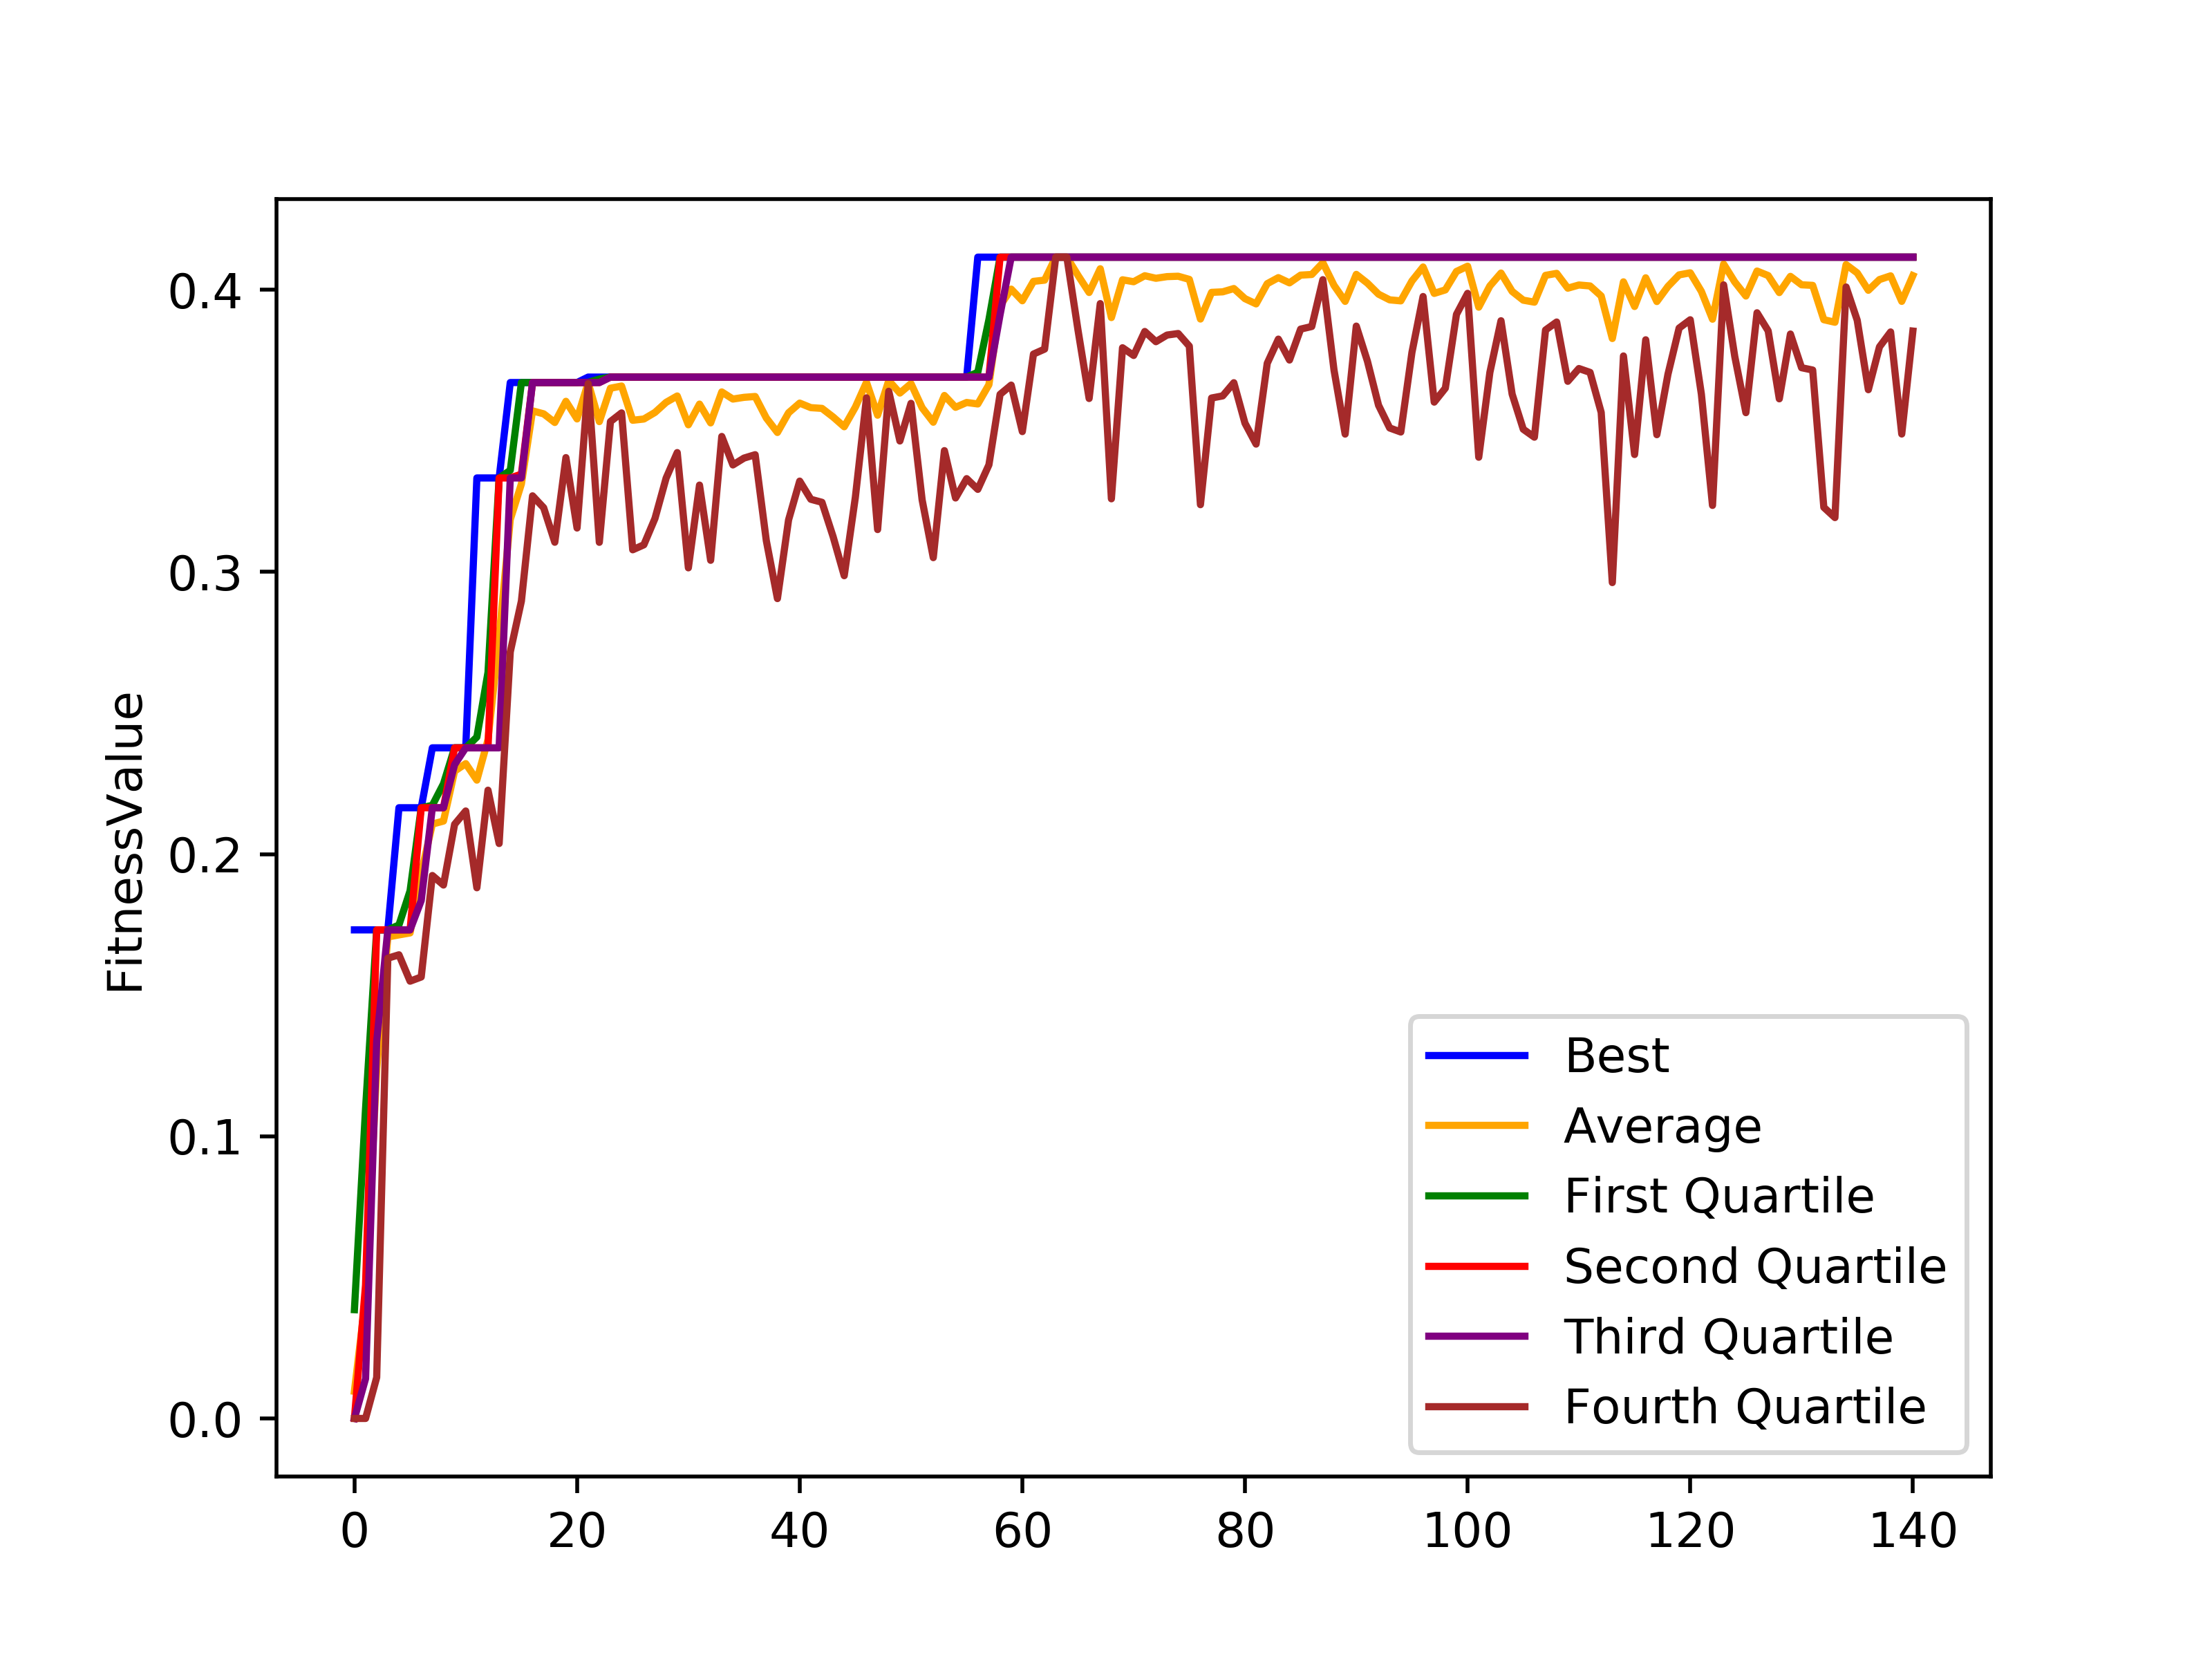 FitnessValue
0.4
0.3
0.2
0.1
0.0
0 20 40 60 80 100 120 140
Best
Average
First Quartile
Second Quartile
Third Quartile
Fourth Quartile